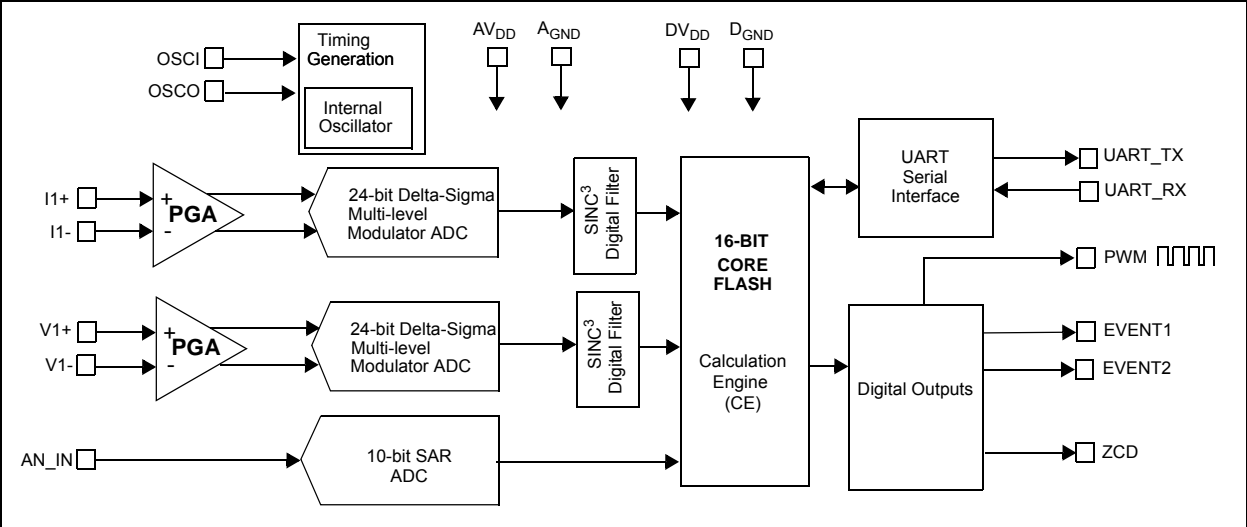 OSCI
OSCO
Timing
Generation
Internal
Oscillator
AVDD
AGND
DVDD
DGND
I1+
I1-
+
PGA
-
24-bit Delta-Sigma
Multi-level
Modulator ADC
SINC3
Digital Filter
V1+
V1-
+
PGA
-
24-bit Delta-Sigma
Multi-level
Modulator ADC
SINC3
Digital Filter
AN_IN
10-bit SAR
ADC
16-BIT
CORE
FLASH
Calculation
Engine
(CE)
UART
Serial
Interface
UART_TX
UART_RX
Digital Outputs
PWM
EVENT1
EVENT2
ZCD